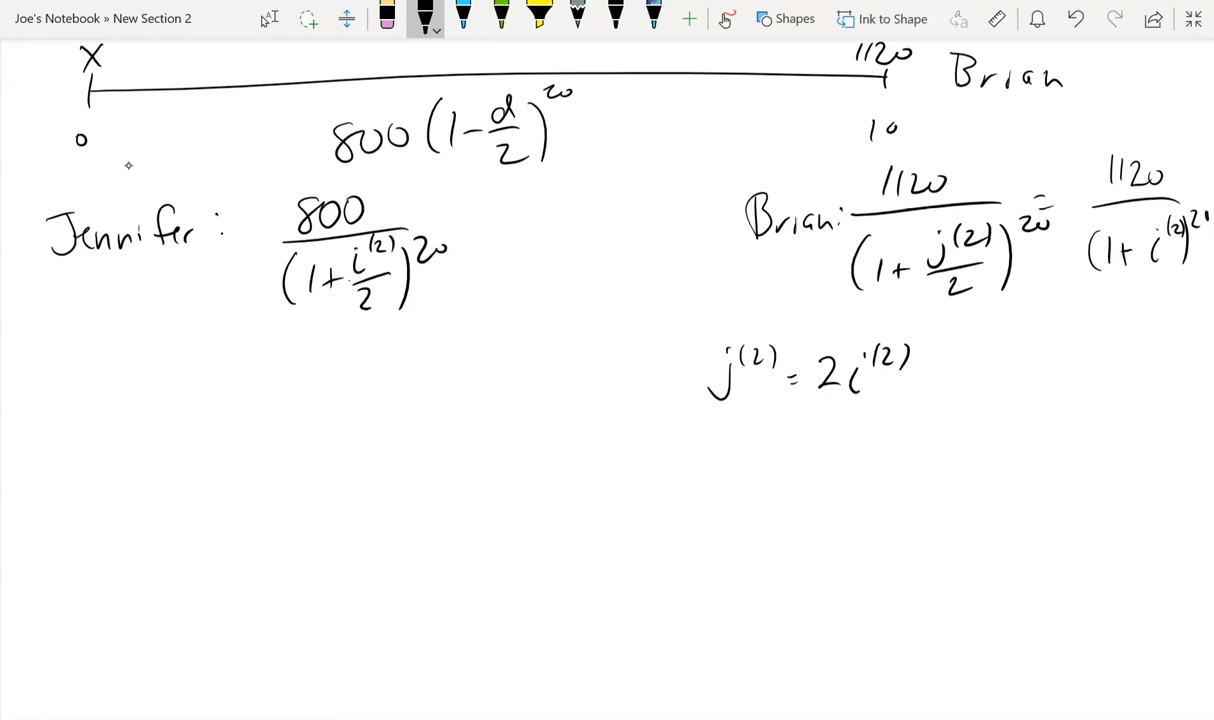 Joe's Notebook » New Section 2
Shapes
Ink to Shape
X
1120
Brian
0
10
800 (1 - d/2)^20
Jennifer : 800 / (1 + i^(2)/2)^20
Brian: 1120 / (1 + j^(2)/2)^20 = 1120 / (1 + i^(2))^20
j^(2) = 2i^(2)